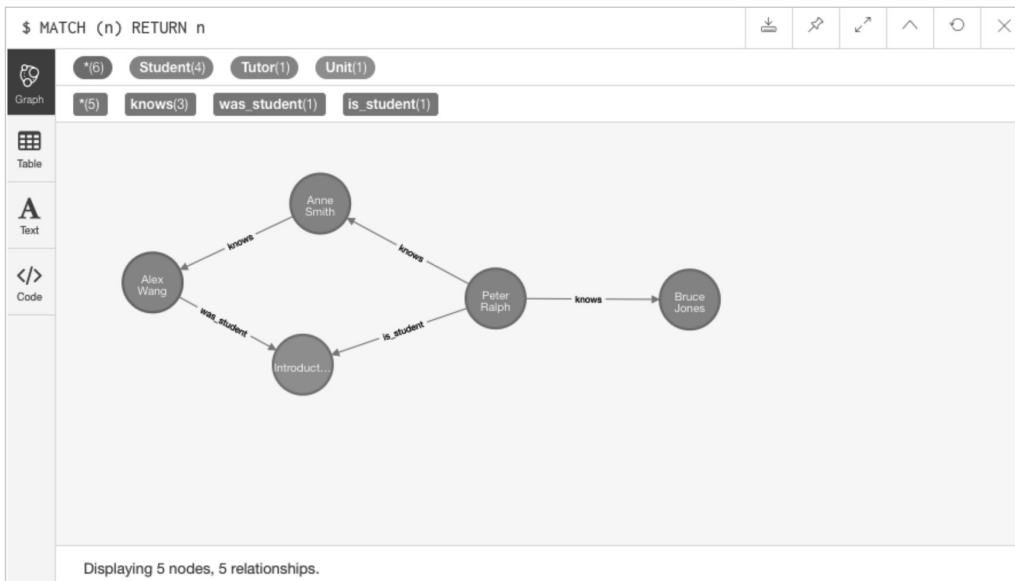 $ MATCH (n) RETURN n
*(6) Student(4) Tutor(1) Unit(1)
Graph
*(5) knows(3) was_student(1) is_student(1)
Table
A
Text
</>
Code
Anne
Smith
knows
knows
Alex
Wang
Peter
Ralph
knows
Bruce
Jones
was_student
is_student
Introduct...
Displaying 5 nodes, 5 relationships.